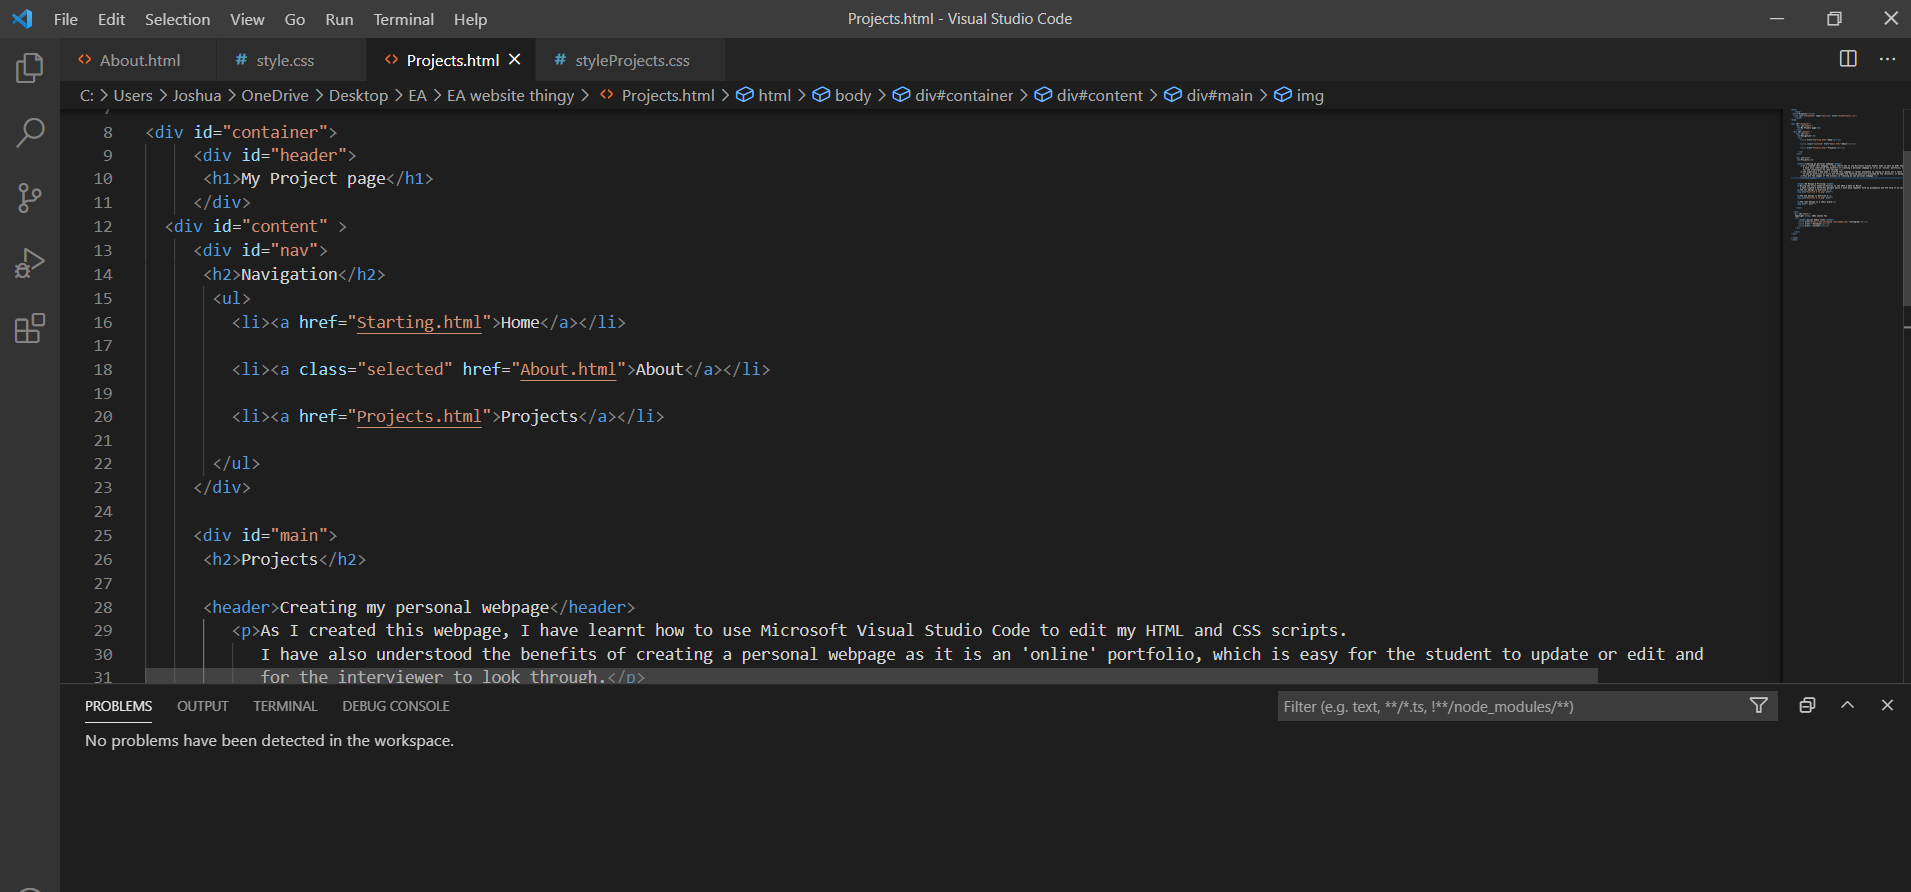 File Edit Selection View Go Run Terminal Help
Projects.html - Visual Studio Code
About.html
style.css
Projects.html
styleProjects.css
C: > Users > Joshua > OneDrive > Desktop > EA > EA website thingy > Projects.html > html > body > div#container > div#content > div#main > img
8 <div id="container">
9 <div id="header">
10 <h1>My Project page</h1>
11 </div>
12 <div id="content" >
13 <div id="nav">
14 <h2>Navigation</h2>
15 <ul>
16 <li><a href="Starting.html">Home</a></li>
17
18 <li><a class="selected" href="About.html">About</a></li>
19
20 <li><a href="Projects.html">Projects</a></li>
21
22 </ul>
23 </div>
24
25 <div id="main">
26 <h2>Projects</h2>
27
28 <header>Creating my personal webpage</header>
29 <p>As I created this webpage, I have learnt how to use Microsoft Visual Studio Code to edit my HTML and CSS scripts.
30 I have also understood the benefits of creating a personal webpage as it is an 'online' portfolio, which is easy for the student to update or edit and
31 for the interviewer to look through.</p>
PROBLEMS OUTPUT TERMINAL DEBUG CONSOLE
Filter (e.g. text, **/*.ts, !**/node_modules/**)
No problems have been detected in the workspace.